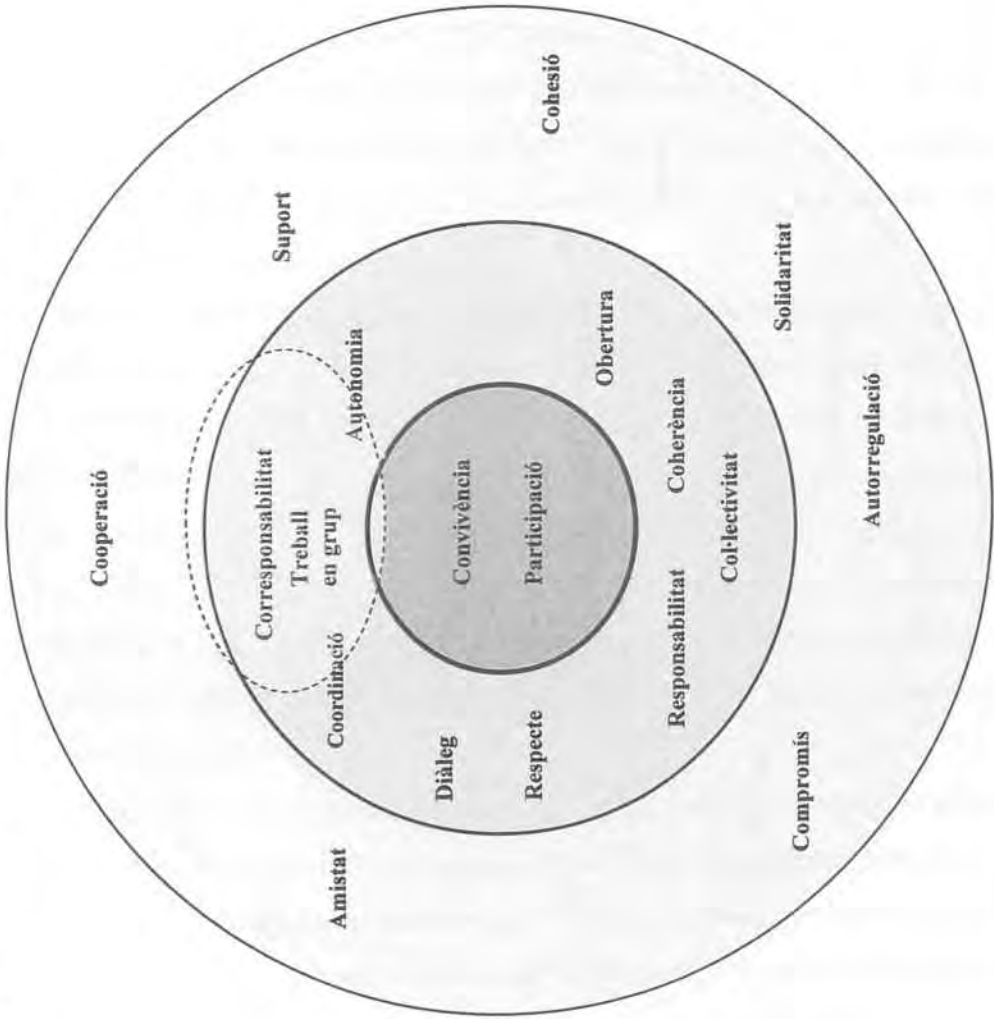 Cooperació
Corresponsabilitat
Treball
en grup
Suport
Amistat
Coordinació
Autonomia
Diàleg
Convivència
Respecte
Participació
Cohesió
Obertura
Responsabilitat
Coherència
Col·lectivitat
Solidaritat
Compromís
Autorregulació